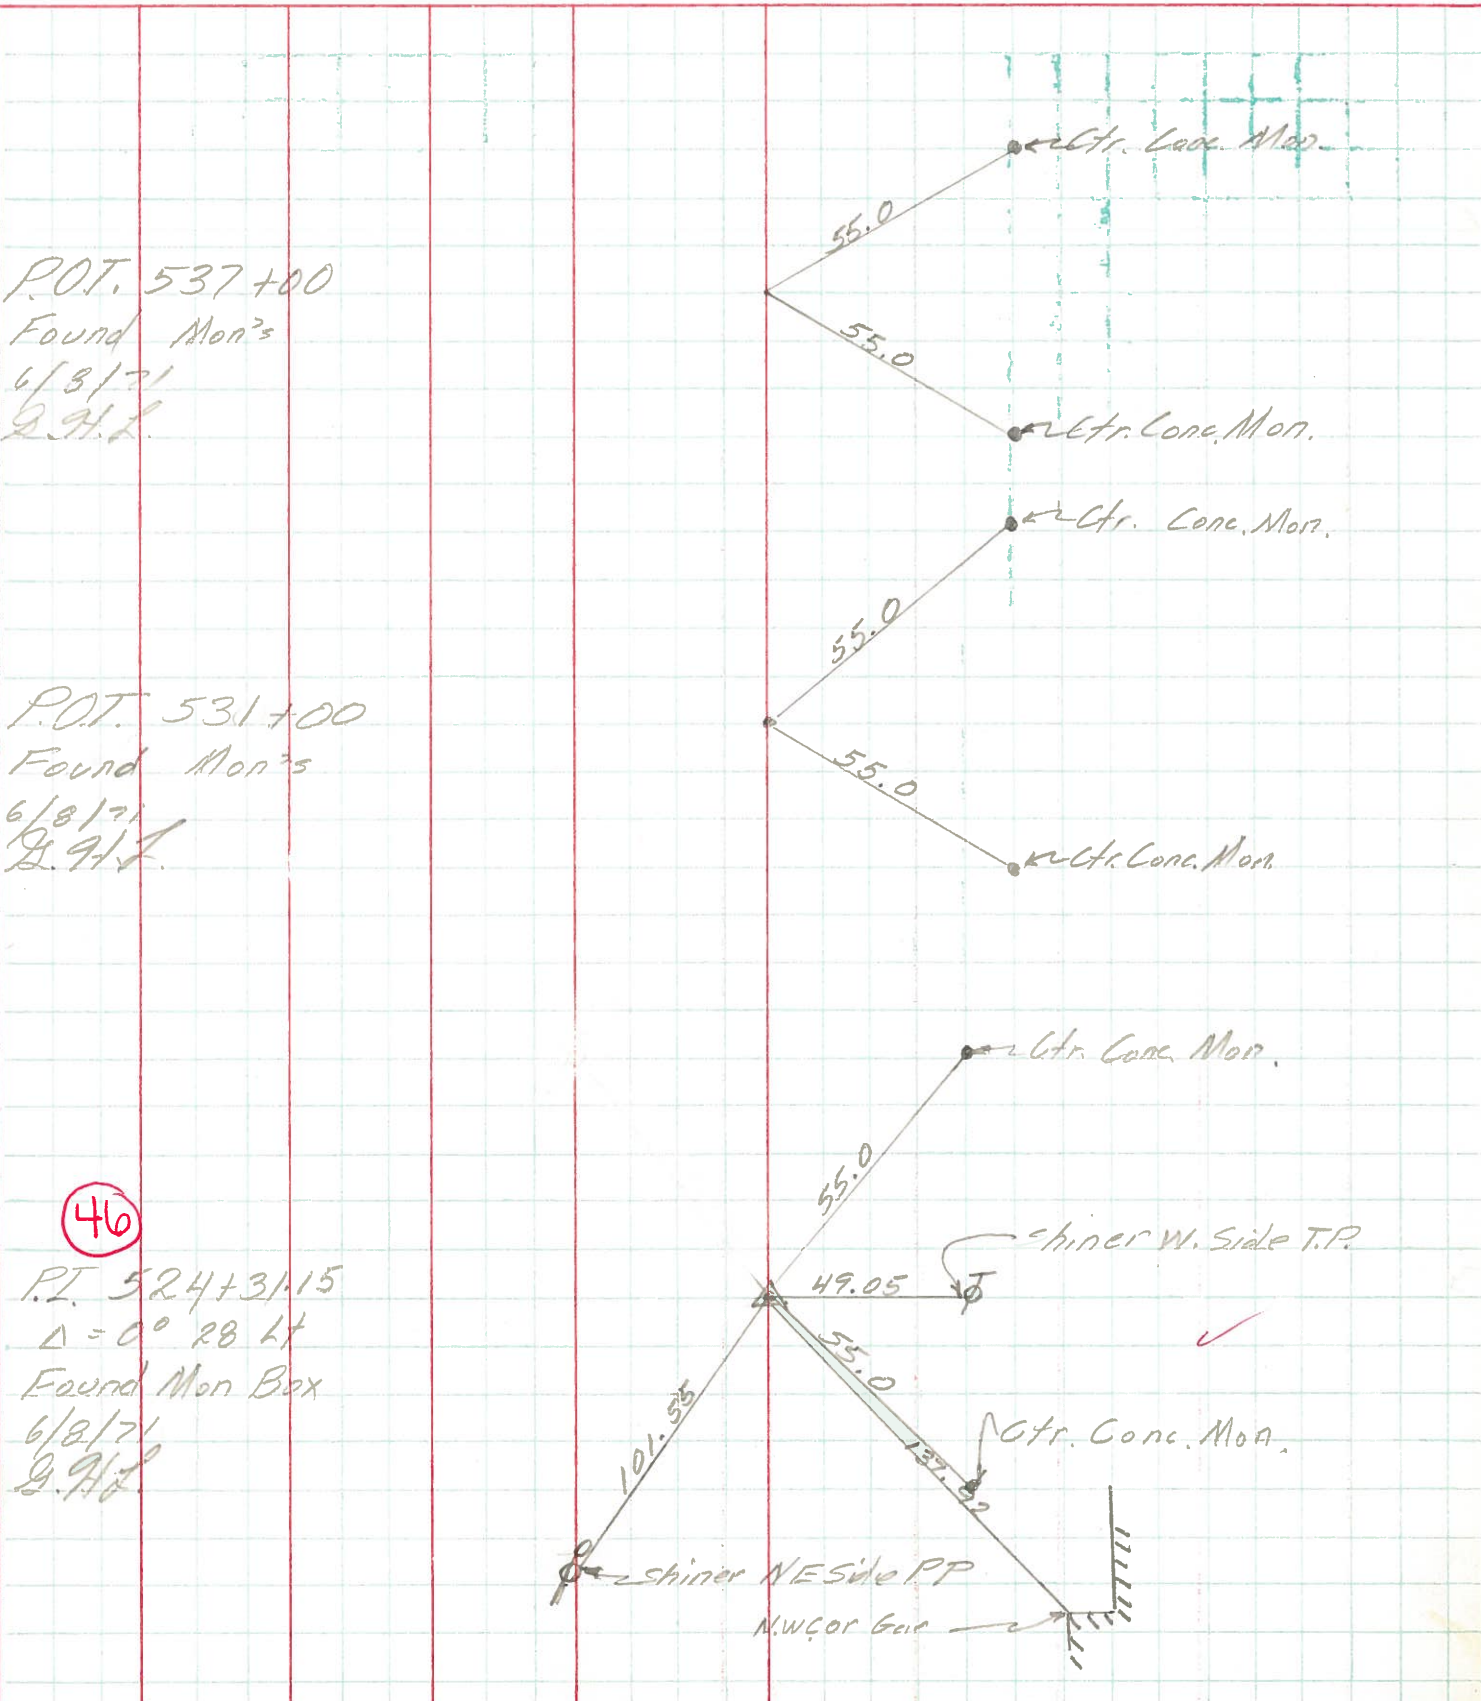 Ctr. Conc. Mon.
55.0
P.O.T. 537+00
Found Mon's
6/8/71
G.H.L.
55.0
Ctr. Conc. Mon.
Ctr. Conc. Mon.
55.0
P.O.T. 531+00
Found Mon's
6/8/71
G.H.L.
55.0
Ctr. Conc. Mon.
Ctr. Conc. Mon.
55.0
46
shiner W. Side T.P.
P.I. 524+31.15
49.05
Δ = 0° 28 Lt
55.0
Found Mon Box
6/8/71
G.H.L.
101.55
Ctr. Conc. Mon.
137.92
shiner NE Side PP
N.W Cor Gar